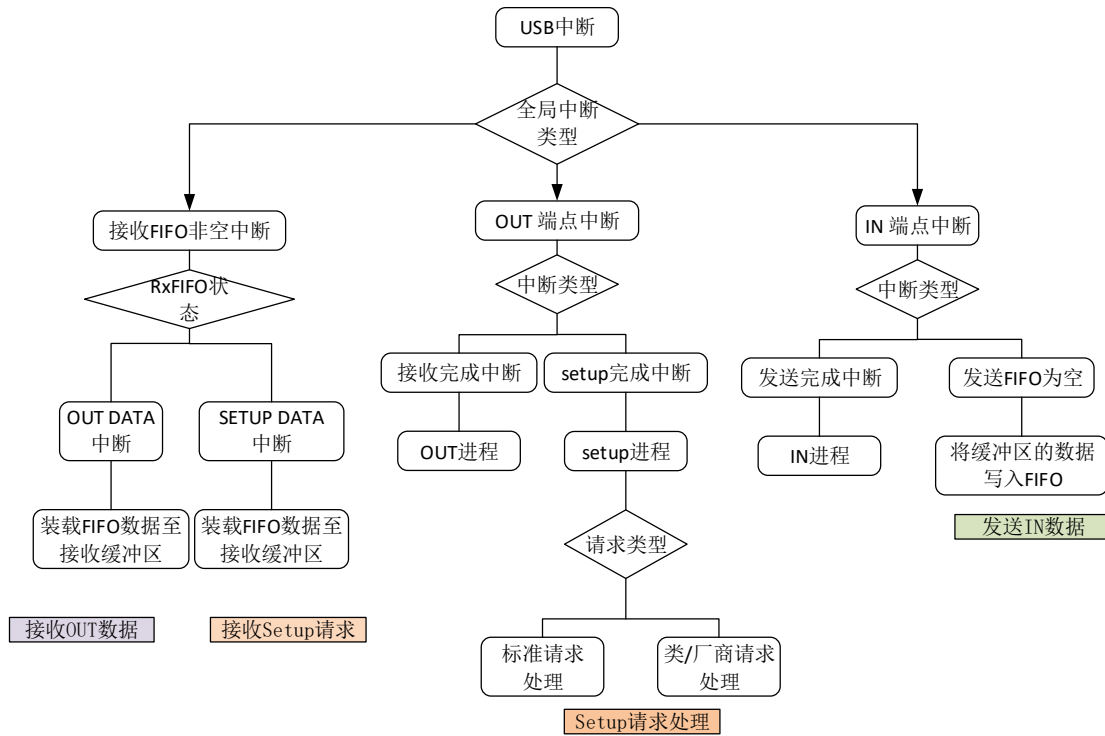 USB中断
全局中断
类型
接收FIFO非空中断
OUT 端点中断
IN 端点中断
RxFIFO状
态
中断类型
中断类型
接收完成中断
setup完成中断
发送完成中断
发送FIFO为空
OUT DATA
中断
SETUP DATA
中断
OUT进程
setup进程
IN进程
将缓冲区的数据
写入FIFO
装载FIFO数据至
接收缓冲区
装载FIFO数据至
接收缓冲区
请求类型
发送IN数据
接收OUT数据
接收Setup请求
标准请求
处理
类/厂商请求
处理
Setup请求处理